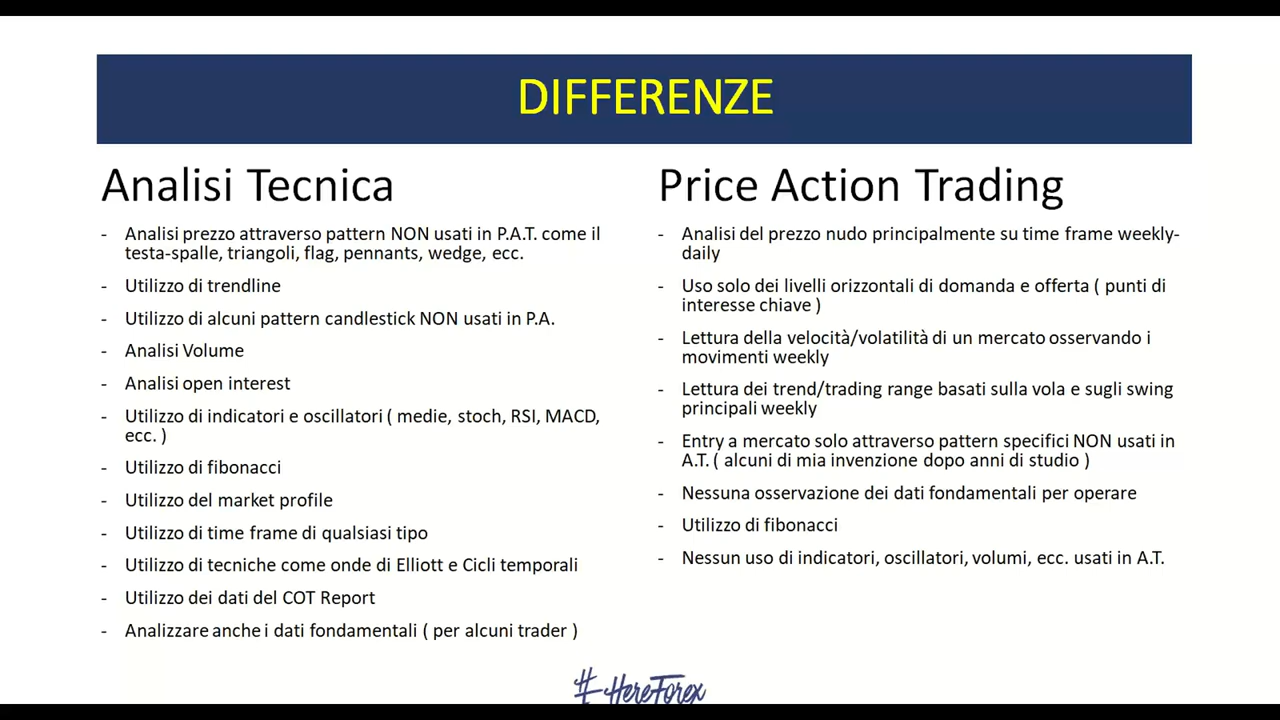 DIFFERENZE
Analisi Tecnica
- Analisi prezzo attraverso pattern NON usati in P.A.T. come il
testa-spalle, triangoli, flag, pennants, wedge, ecc.
- Utilizzo di trendline
- Utilizzo di alcuni pattern candlestick NON usati in P.A.
- Analisi Volume
- Analisi open interest
- Utilizzo di indicatori e oscillatori ( medie, stoch, RSI, MACD,
ecc. )
- Utilizzo di fibonacci
- Utilizzo del market profile
- Utilizzo di time frame di qualsiasi tipo
- Utilizzo di tecniche come onde di Elliott e Cicli temporali
- Utilizzo dei dati del COT Report
- Analizzare anche i dati fondamentali ( per alcuni trader )
Price Action Trading
- Analisi del prezzo nudo principalmente su time frame weekly-
daily
- Uso solo dei livelli orizzontali di domanda e offerta ( punti di
interesse chiave )
- Lettura della velocità/volatilità di un mercato osservando i
movimenti weekly
- Lettura dei trend/trading range basati sulla vola e sugli swing
principali weekly
- Entry a mercato solo attraverso pattern specifici NON usati in
A.T. ( alcuni di mia invenzione dopo anni di studio )
- Nessuna osservazione dei dati fondamentali per operare
- Utilizzo di fibonacci
- Nessun uso di indicatori, oscillatori, volumi, ecc. usati in A.T.
#HereForex